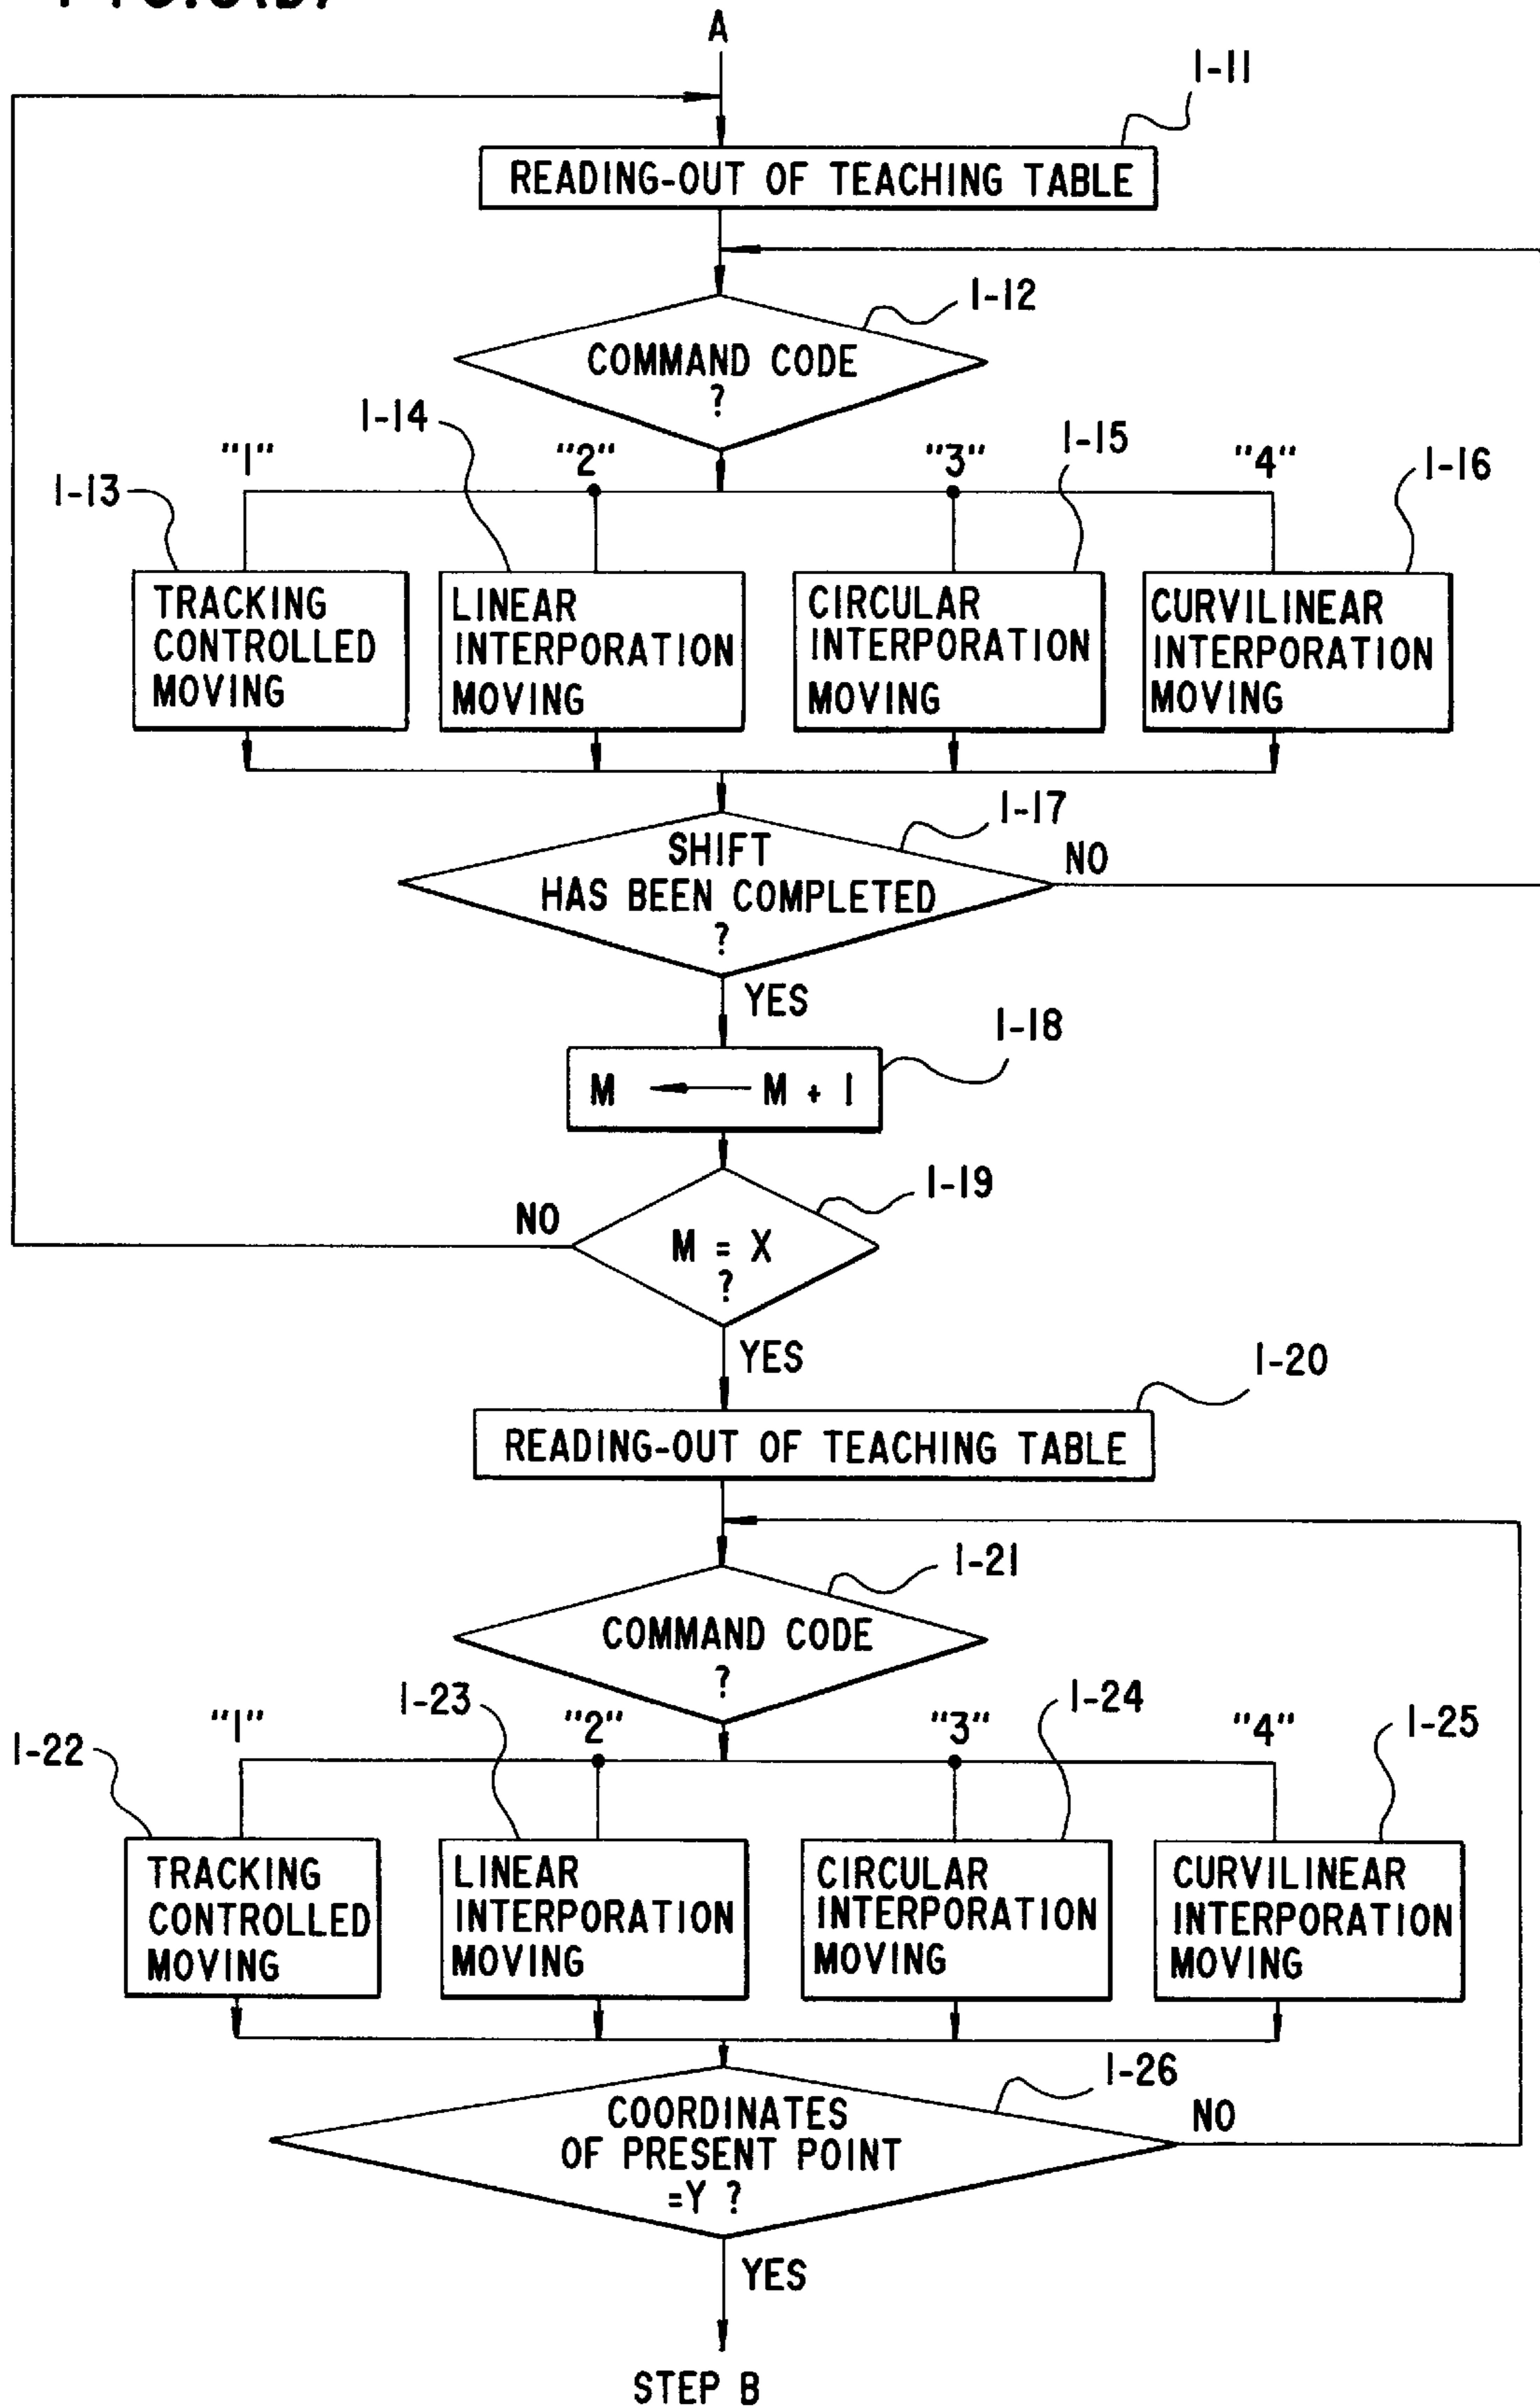 A
1-11
READING-OUT OF TEACHING TABLE
1-12
COMMAND CODE
?
1-13
"1"
1-14
"2"
"3"
1-15
"4"
1-16
TRACKING
CONTROLLED
MOVING
LINEAR
INTERPORATION
MOVING
CIRCULAR
INTERPORATION
MOVING
CURVILINEAR
INTERPORATION
MOVING
1-17
SHIFT
HAS BEEN COMPLETED
?
NO
YES
1-18
M ← M + 1
1-19
NO
M = X
?
YES
1-20
READING-OUT OF TEACHING TABLE
1-21
COMMAND CODE
?
1-22
"1"
1-23
"2"
"3"
1-24
"4"
1-25
TRACKING
CONTROLLED
MOVING
LINEAR
INTERPORATION
MOVING
CIRCULAR
INTERPORATION
MOVING
CURVILINEAR
INTERPORATION
MOVING
1-26
COORDINATES
OF PRESENT POINT
=Y ?
NO
YES
STEP B